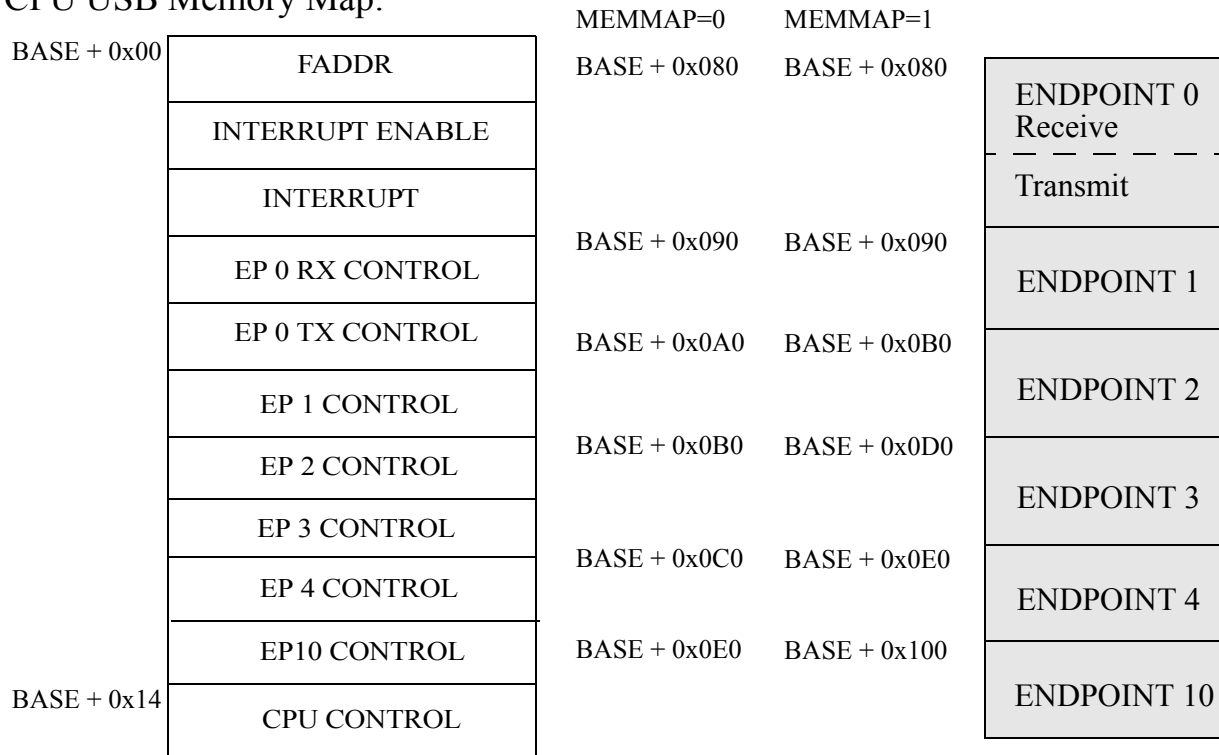 CPU USB Memory Map:
MEMMAP=0 MEMMAP=1
BASE + 0x00
FADDR
INTERRUPT ENABLE
INTERRUPT
EP 0 RX CONTROL
EP 0 TX CONTROL
EP 1 CONTROL
EP 2 CONTROL
EP 3 CONTROL
EP 4 CONTROL
EP10 CONTROL
BASE + 0x14
CPU CONTROL
BASE + 0x080 BASE + 0x080
BASE + 0x090 BASE + 0x090
BASE + 0x0A0 BASE + 0x0B0
BASE + 0x0B0 BASE + 0x0D0
BASE + 0x0C0 BASE + 0x0E0
BASE + 0x0E0 BASE + 0x100
ENDPOINT 0
Receive
Transmit
ENDPOINT 1
ENDPOINT 2
ENDPOINT 3
ENDPOINT 4
ENDPOINT 10